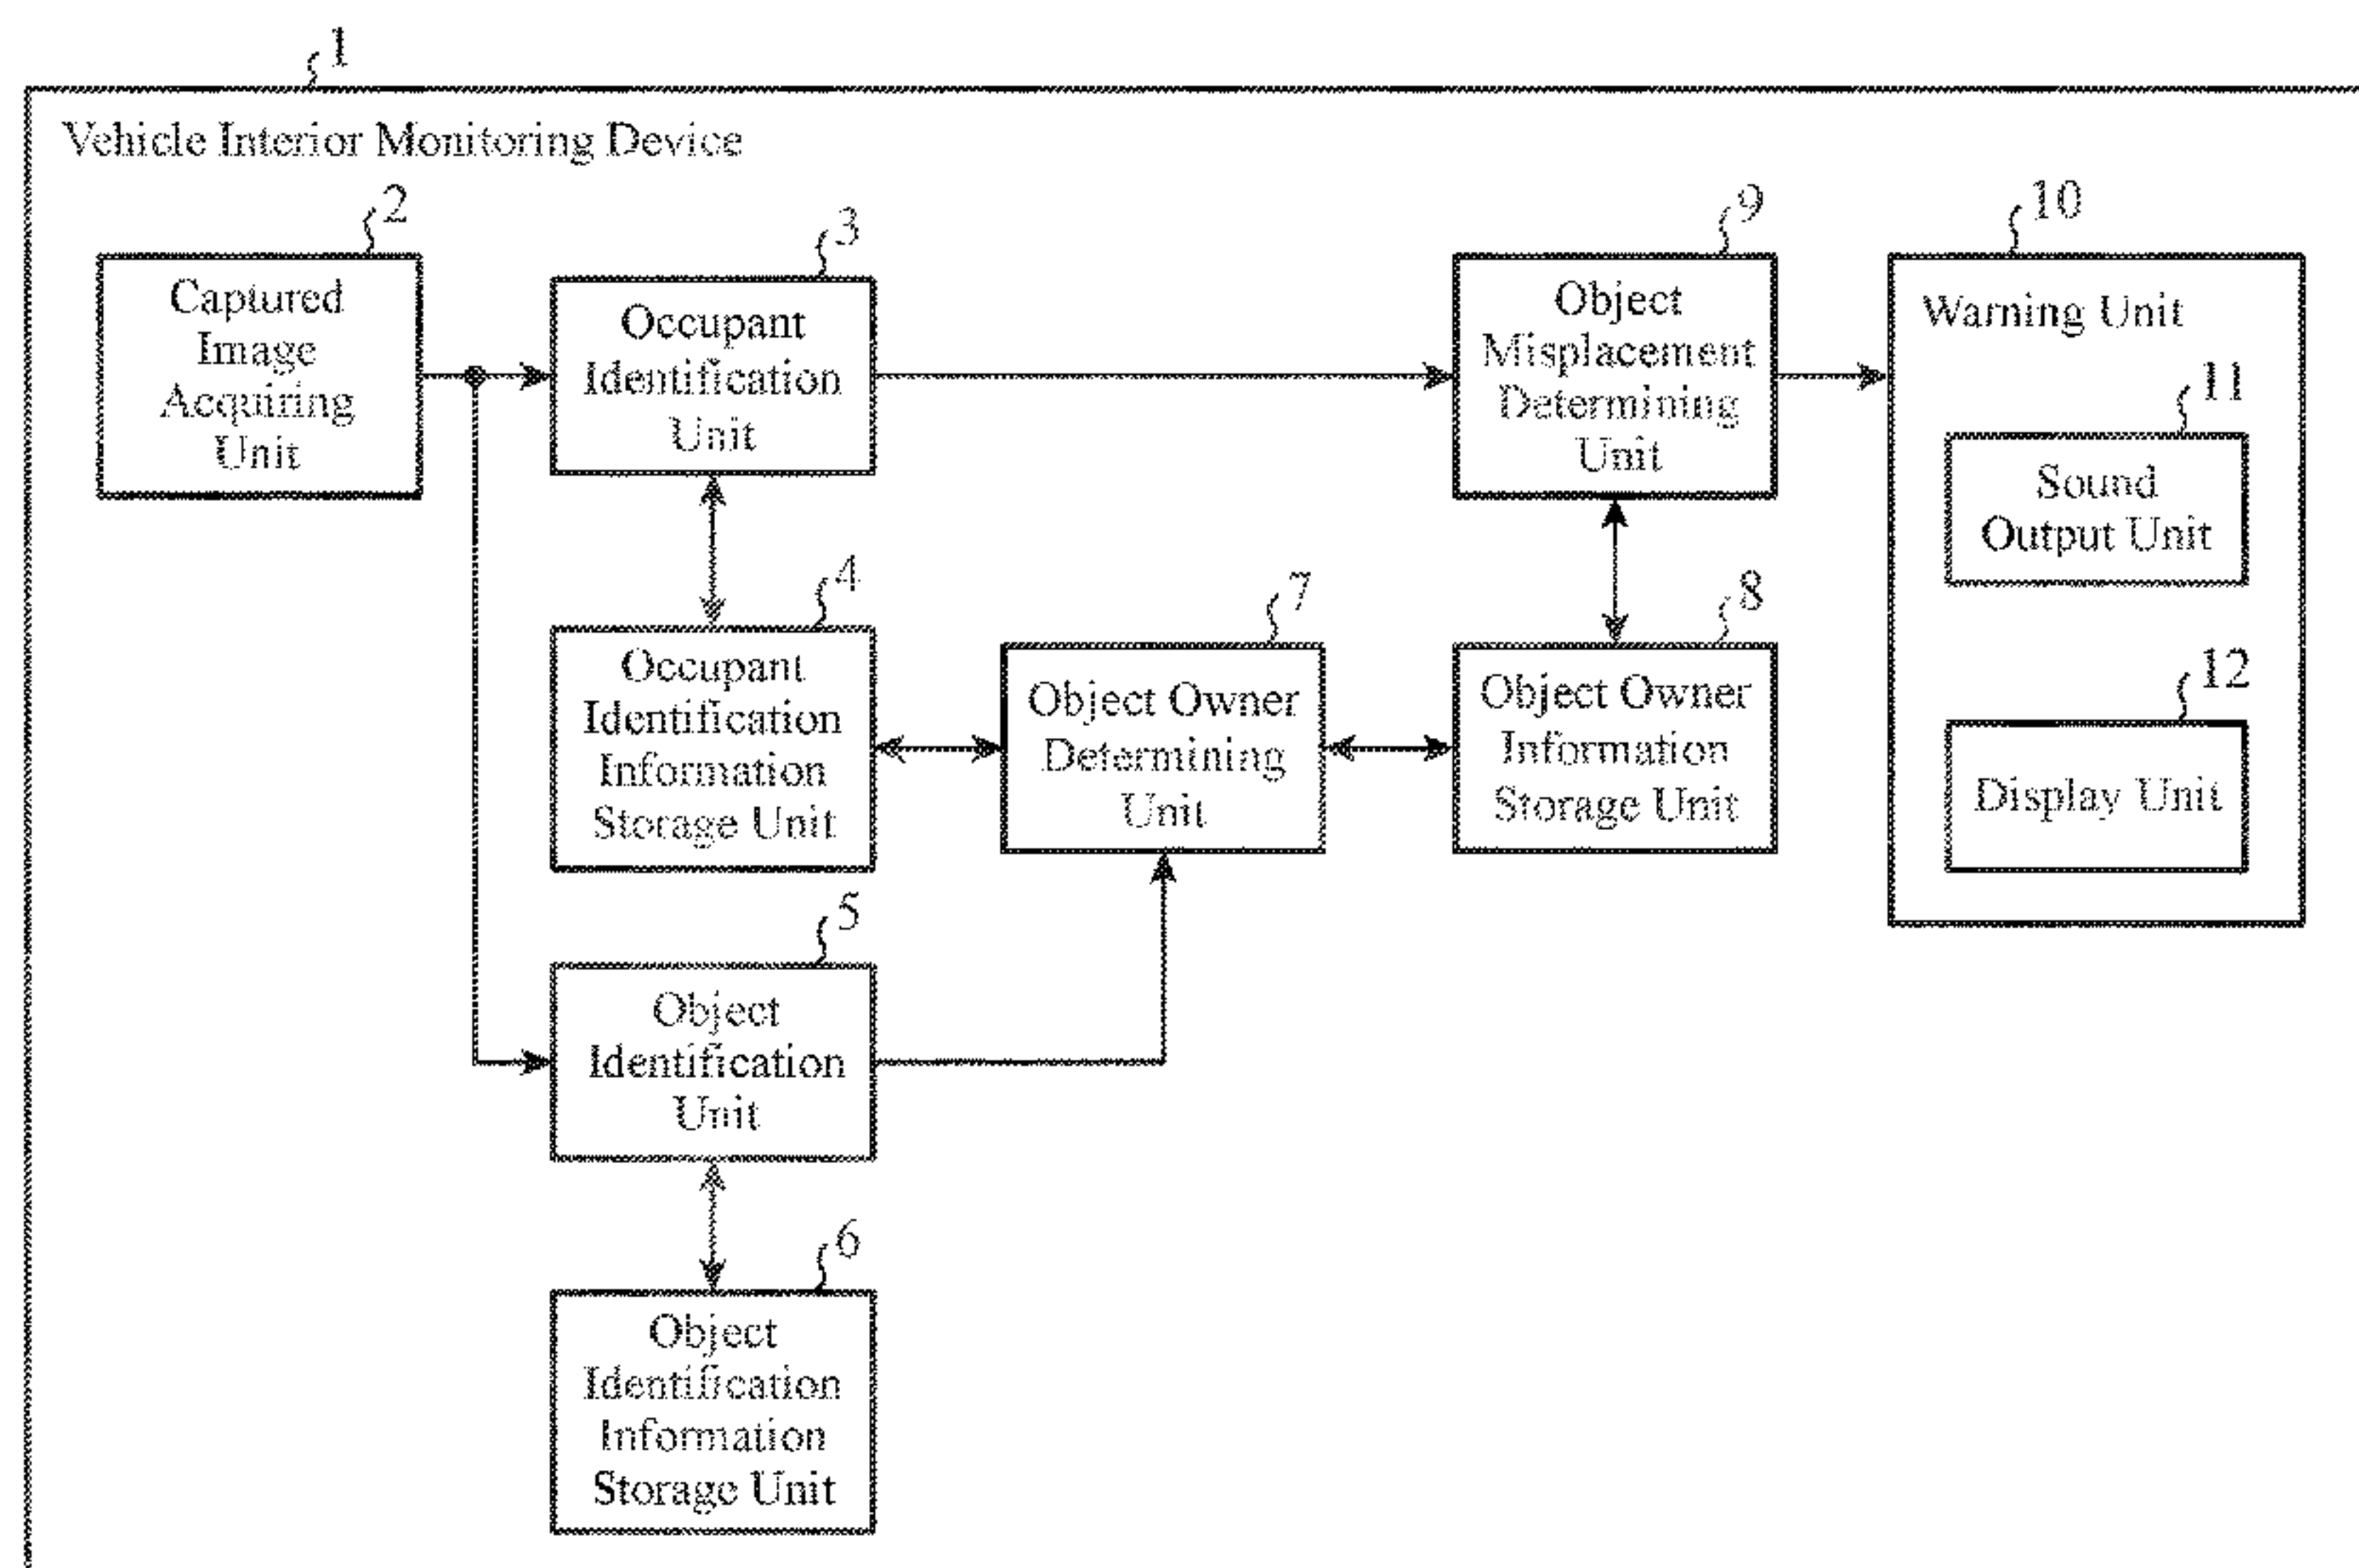 1
Vehicle Interior Monitoring Device
2
Captured
Image
Acquiring
Unit
3
Occupant
Identification
Unit
9
Object
Misplacement
Determining
Unit
10
Warning Unit
11
Sound
Output Unit
12
Display Unit
4
Occupant
Identification
Information
Storage Unit
7
Object Owner
Determining
Unit
8
Object Owner
Information
Storage Unit
5
Object
Identification
Unit
6
Object
Identification
Information
Storage Unit